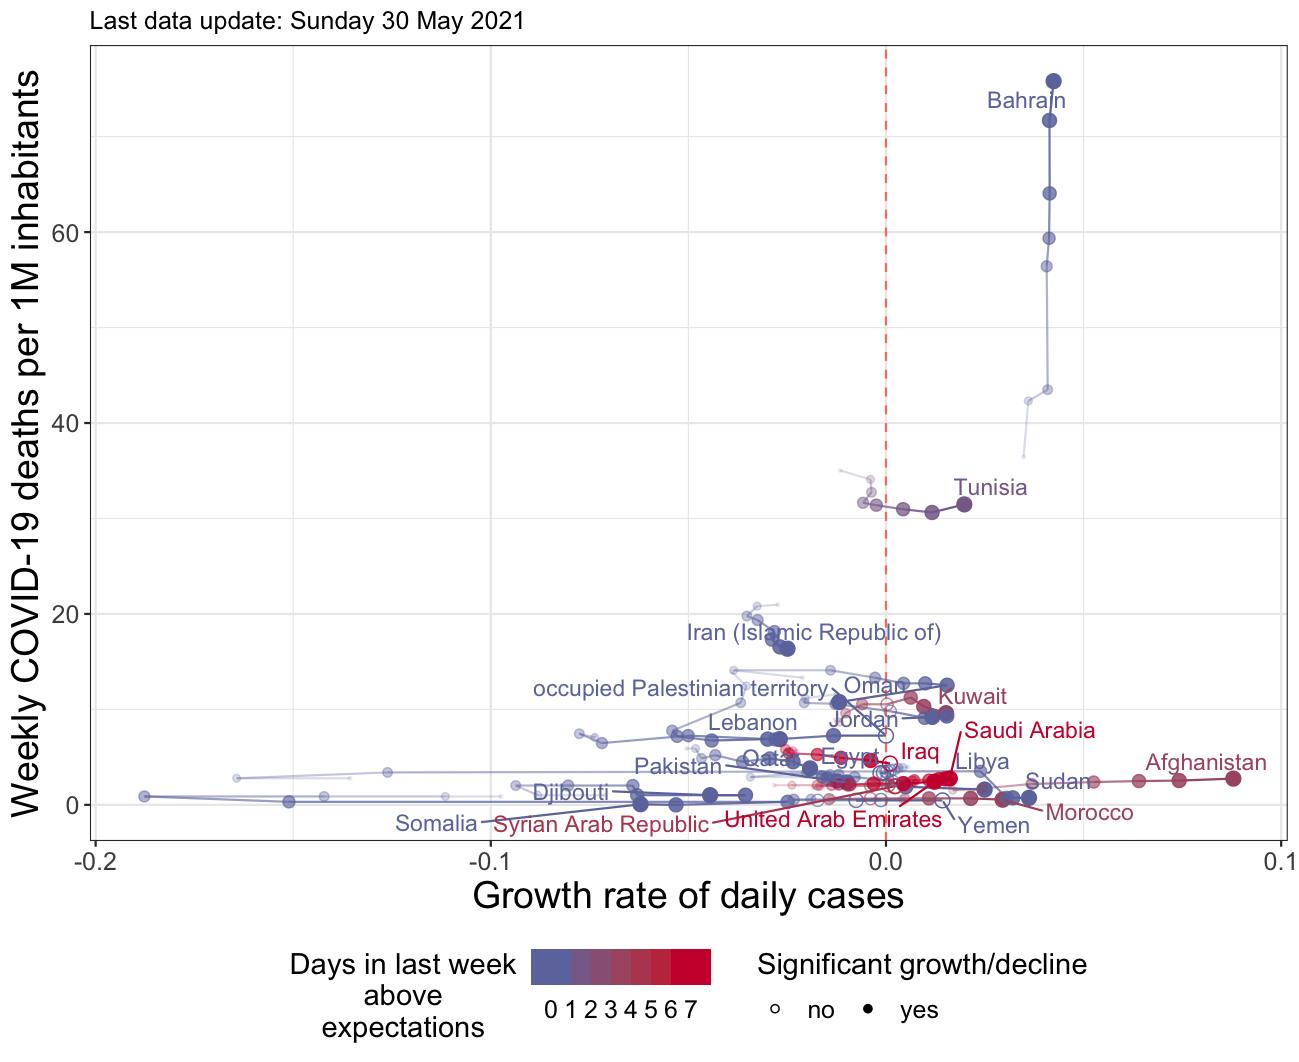 Last data update: Sunday 30 May 2021
Weekly COVID-19 deaths per 1M inhabitants
60
40
20
0
Bahrain
Tunisia
Iran (Islamic Republic of)
occupied Palestinian territory
Oman
Kuwait
Lebanon
Jordan
Saudi Arabia
Iraq
Qatar
Egypt
Pakistan
Libya
Afghanistan
Sudan
Djibouti
Morocco
Somalia
Syrian Arab Republic
United Arab Emirates
Yemen
-0.2
-0.1
0.0
0.1
Growth rate of daily cases
Days in last week
above
expectations
0 1 2 3 4 5 6 7
Significant growth/decline
no
yes